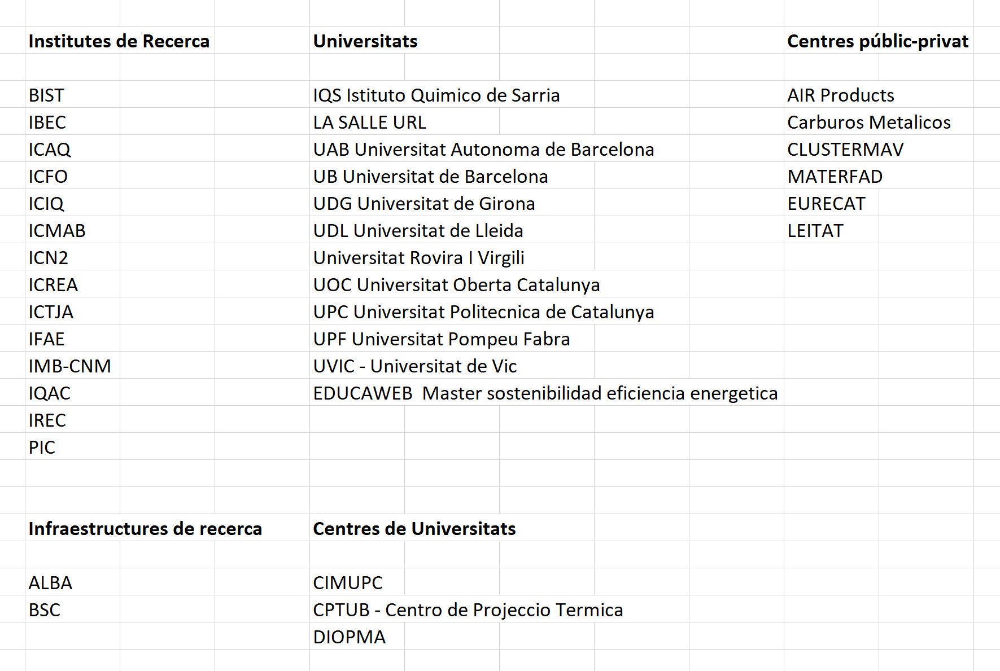 Institutes de Recerca
BIST
IBEC
ICAQ
ICFO
ICIQ
ICMAB
ICN2
ICREA
ICTJA
IFAE
IMB-CNM
IQAC
IREC
PIC
Universitats
IQS Istituto Quimico de Sarria
LA SALLE URL
UAB Universitat Autonoma de Barcelona
UB Universitat de Barcelona
UDG Universitat de Girona
UDL Universitat de Lleida
Universitat Rovira I Virgili
UOC Universitat Oberta Catalunya
UPC Universitat Politecnica de Catalunya
UPF Universitat Pompeu Fabra
UVIC - Universitat de Vic
EDUCAWEB  Master sostenibilidad eficiencia energetica
Centres públic-privat
AIR Products
Carburos Metalicos
CLUSTERMAV
MATERFAD
EURECAT
LEITAT
Infraestructures de recerca
ALBA
BSC
Centres de Universitats
CIMUPC
CPTUB - Centro de Projeccio Termica
DIOPMA